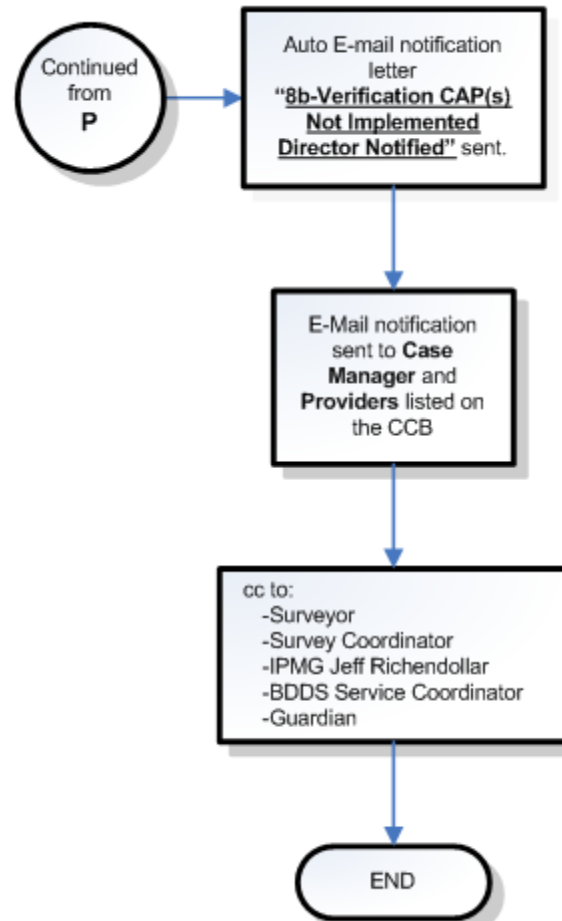 Continued
from
P
Auto E-mail notification
letter
“8b-Verification CAP(s)
Not Implemented
Director Notified” sent.
E-Mail notification
sent to Case
Manager and
Providers listed on
the CCB
cc to:
-Surveyor
-Survey Coordinator
-IPMG Jeff Richendollar
-BDDS Service Coordinator
-Guardian
END